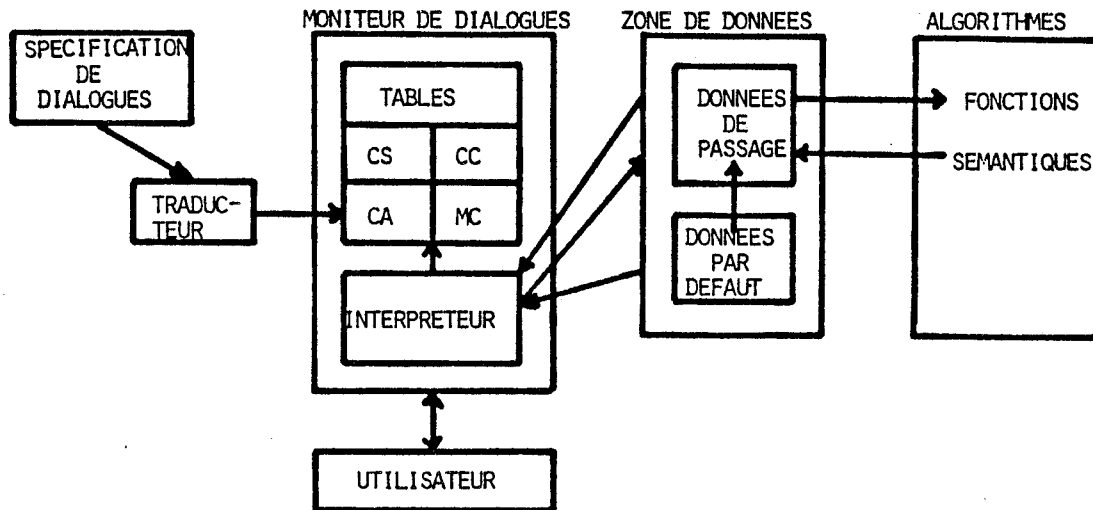 MONITEUR DE DIALOGUES
ZONE DE DONNEES
ALGORITHMES
SPECIFICATION
DE
DIALOGUES
TABLES
CS
CC
CA
MC
TRADUC-
TEUR
INTERPRETEUR
DONNEES
DE
PASSAGE
DONNEES
PAR
DEFAUT
FONCTIONS
SEMANTIQUES
UTILISATEUR